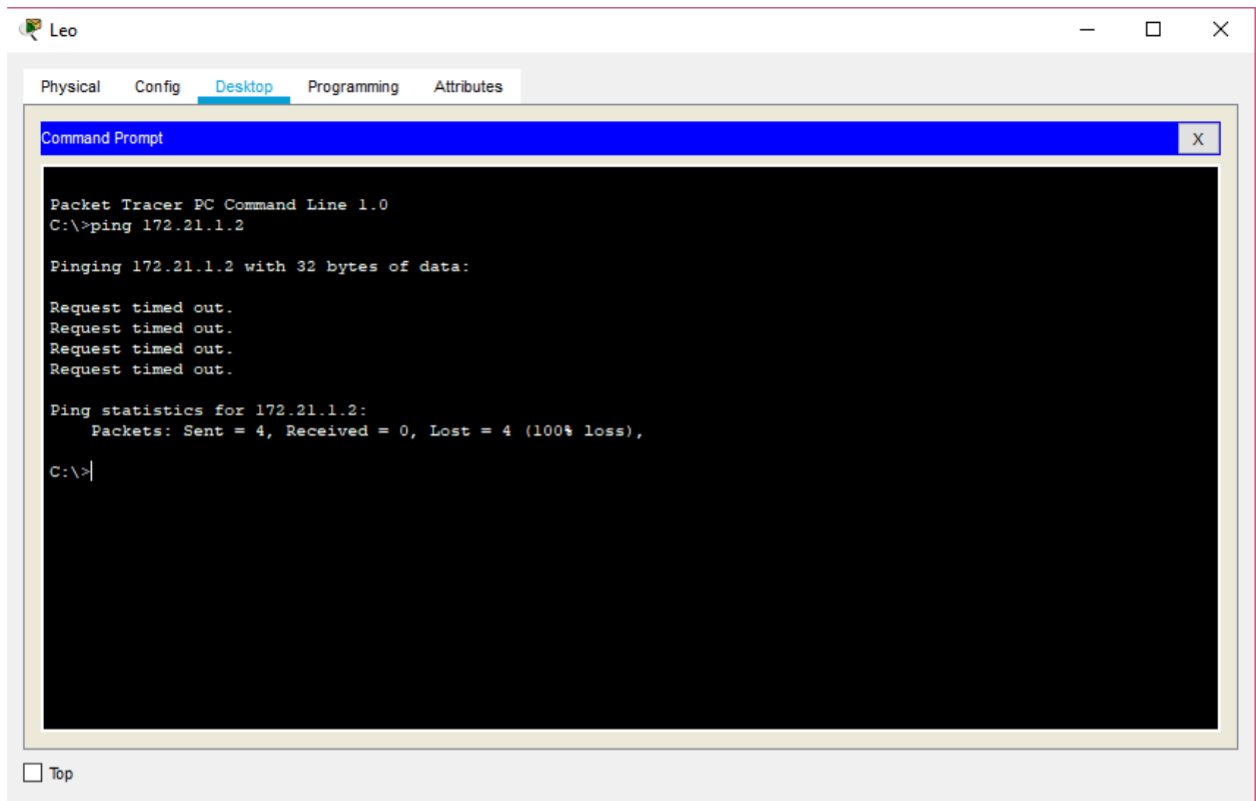 Leo
Physical Config Desktop Programming Attributes
Command Prompt
X
Packet Tracer PC Command Line 1.0
C:\>ping 172.21.1.2
Pinging 172.21.1.2 with 32 bytes of data:
Request timed out.
Request timed out.
Request timed out.
Request timed out.
Ping statistics for 172.21.1.2:
Packets: Sent = 4, Received = 0, Lost = 4 (100% loss),
C:\>
Top